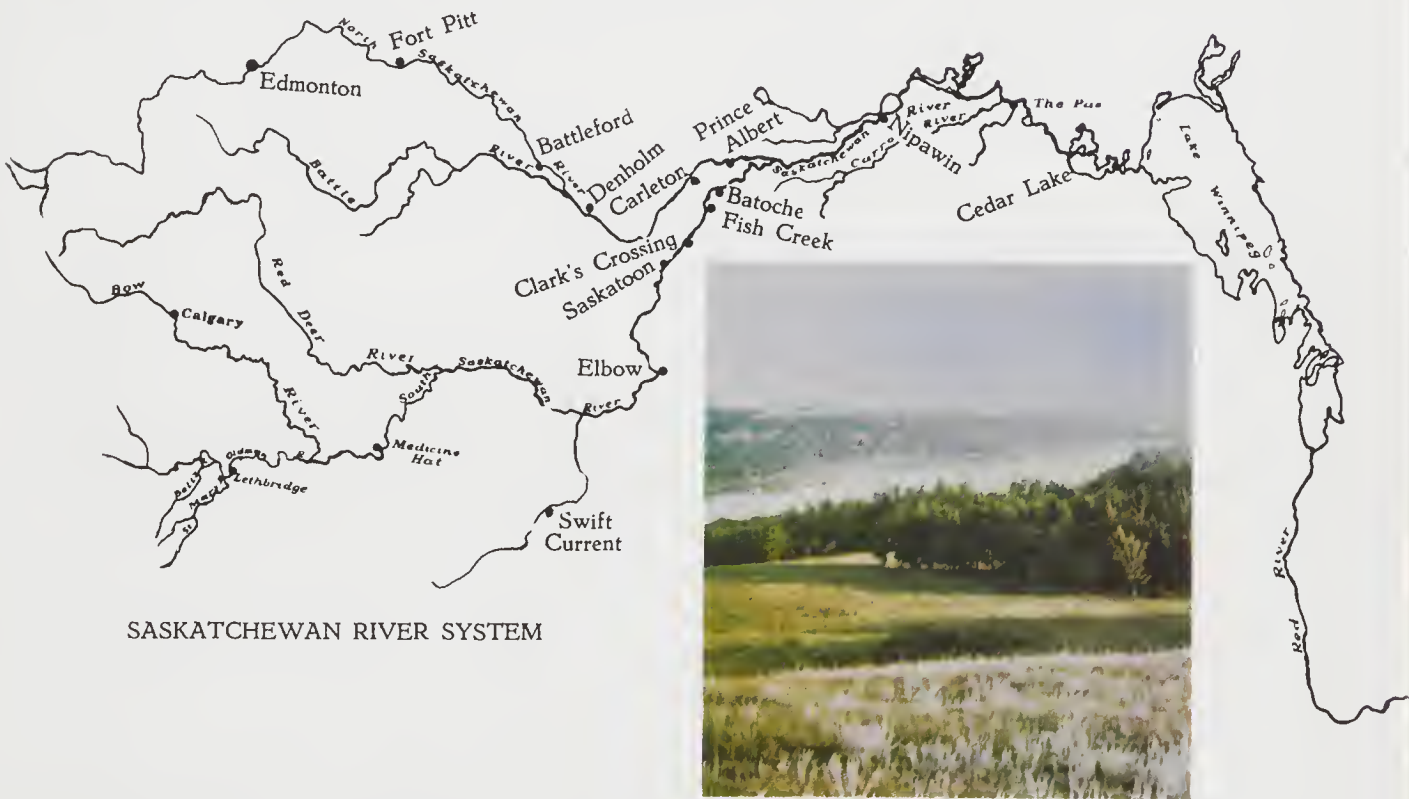 North
Saskatchewan
River
Fort Pitt
Edmonton
Battleford
Battle
River
Denholm
Carleton
Prince
Albert
Batoche
Fish Creek
Clark's Crossing
Saskatoon
Saskatchewan
River
River
Nipawin
The Pas
Cedar Lake
Lake
Winnipeg
Red
Deer
River
Bow
Calgary
River
South
Saskatchewan
River
Elbow
Medicine
Hat
Lethbridge
Swift
Current
River
Red
SASKATCHEWAN RIVER SYSTEM